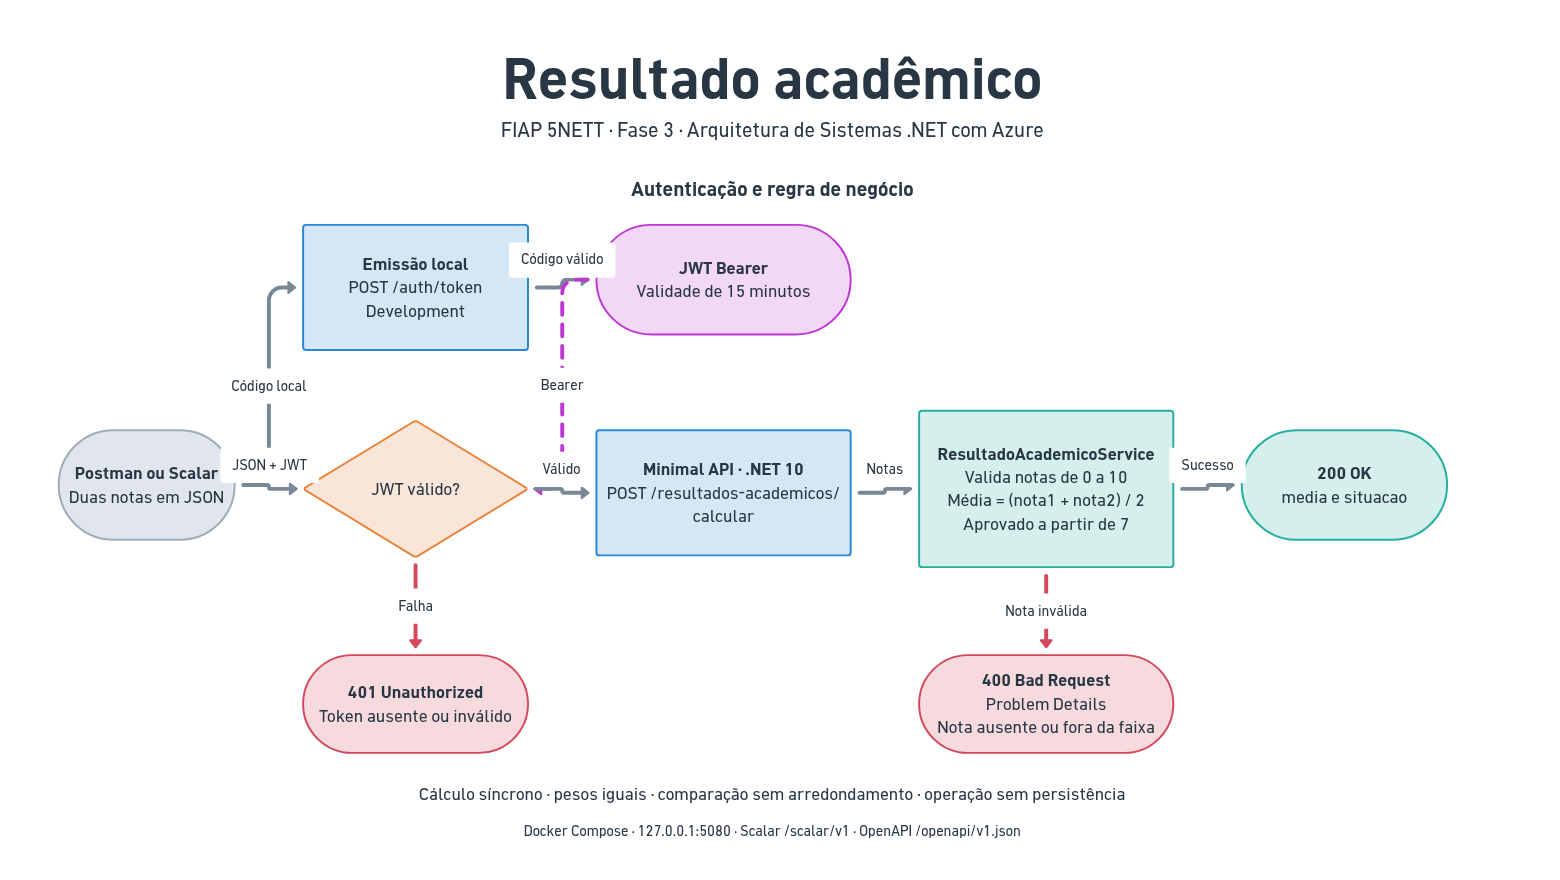 Resultado acadêmico
FIAP 5NETT · Fase 3 · Arquitetura de Sistemas .NET com Azure
Autenticação e regra de negócio
Emissão local
POST /auth/token
Development
Código válido
JWT Bearer
Validade de 15 minutos
Código local
Bearer
Postman ou Scalar
Duas notas em JSON
JSON + JWT
JWT válido?
Válido
Minimal API · .NET 10
POST /resultados-academicos/
calcular
Notas
ResultadoAcademicoService
Valida notas de 0 a 10
Média = (nota1 + nota2) / 2
Aprovado a partir de 7
Sucesso
200 OK
media e situacao
Falha
Nota inválida
401 Unauthorized
Token ausente ou inválido
400 Bad Request
Problem Details
Nota ausente ou fora da faixa
Cálculo síncrono · pesos iguais · comparação sem arredondamento · operação sem persistência
Docker Compose · 127.0.0.1:5080 · Scalar /scalar/v1 · OpenAPI /openapi/v1.json